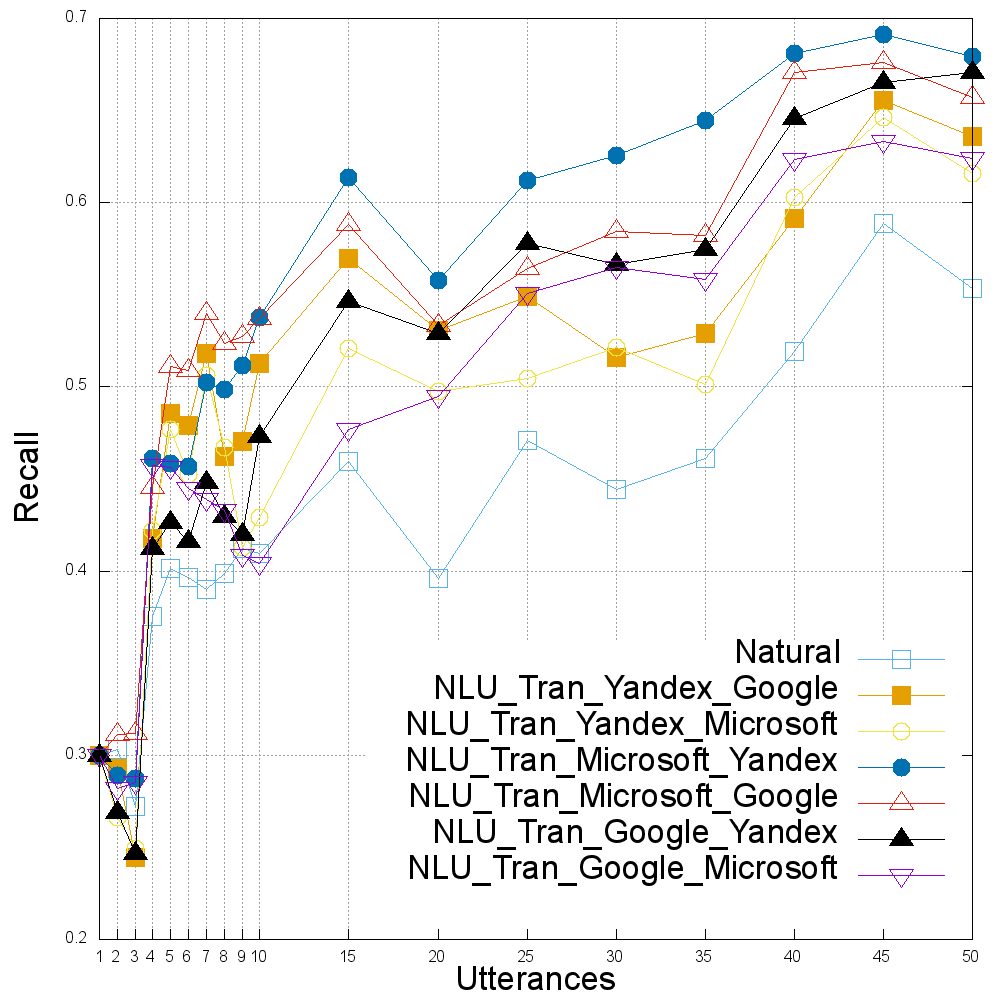 0.7
0.6
0.5
0.4
0.3
0.2
Recall
Natural
NLU_Tran_Yandex_Google
NLU_Tran_Yandex_Microsoft
NLU_Tran_Microsoft_Yandex
NLU_Tran_Microsoft_Google
NLU_Tran_Google_Yandex
NLU_Tran_Google_Microsoft
1 2 3 4 5 6 7 8 9 10 15 20 25 30 35 40 45 50
Utterances